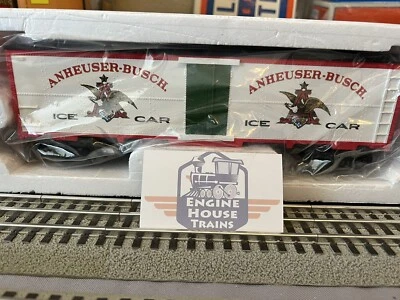 ANHEUSER-BUSCH.
ICE CAR
ANHEUSER-BUSCH.
ICE CAR
ENGINE
HOUSE
TRAINS